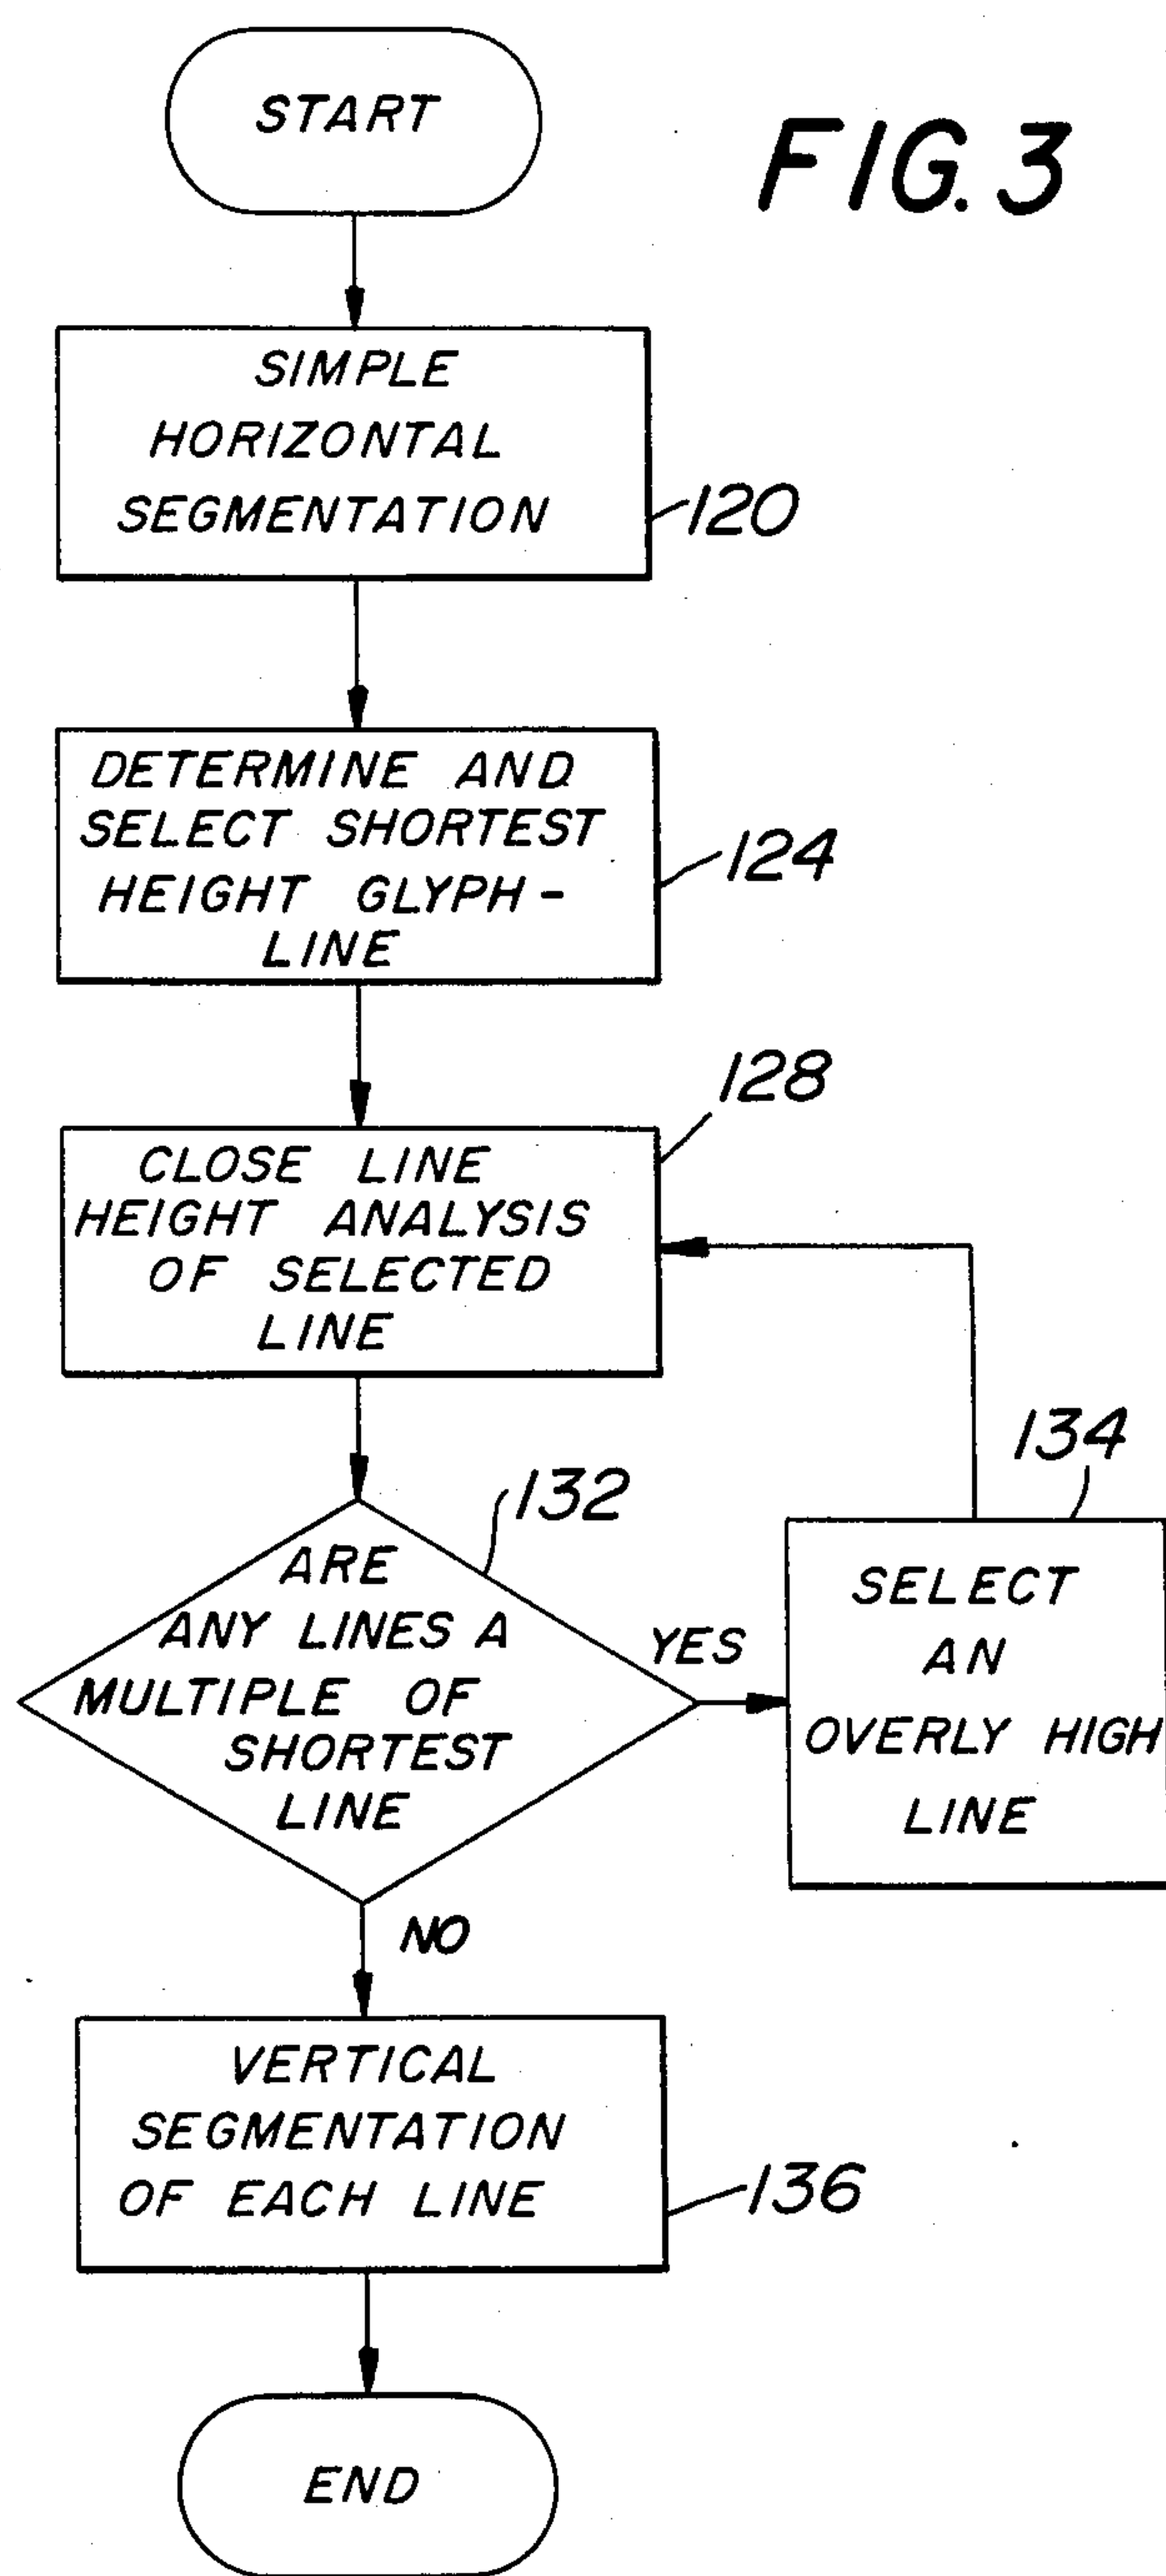 START
FIG. 3
SIMPLE
HORIZONTAL
SEGMENTATION
120
DETERMINE AND
SELECT SHORTEST
HEIGHT GLYPH-
LINE
124
128
CLOSE LINE
HEIGHT ANALYSIS
OF SELECTED
LINE
132
ARE
ANY LINES A
MULTIPLE OF
SHORTEST
LINE
YES
134
SELECT
AN
OVERLY HIGH
LINE
NO
VERTICAL
SEGMENTATION
OF EACH LINE
136
END